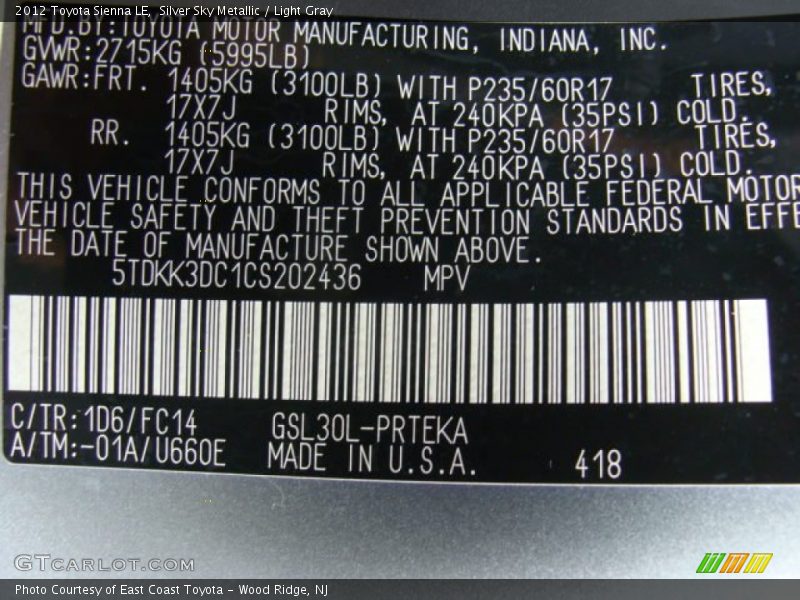 2012 Toyota Sienna LE, Silver Sky Metallic / Light Gray
MFD.BY:TOYOTA MOTOR MANUFACTURING, INDIANA, INC.
GVWR:2715KG (5995LB)
GAWR:FRT. 1405KG (3100LB) WITH P235/60R17 TIRES,
17X7J RIMS, AT 240KPA (35PSI) COLD.
RR. 1405KG (3100LB) WITH P235/60R17 TIRES,
17X7J RIMS, AT 240KPA (35PSI) COLD.
THIS VEHICLE CONFORMS TO ALL APPLICABLE FEDERAL MOTOR
VEHICLE SAFETY AND THEFT PREVENTION STANDARDS IN EFFE
THE DATE OF MANUFACTURE SHOWN ABOVE.
5TDKK3DC1CS202436 MPV
C/TR:1D6/FC14 GSL30L-PRTEKA
A/TM:-01A/U660E MADE IN U.S.A. 418
GTCARLOT.COM
Photo Courtesy of East Coast Toyota - Wood Ridge, NJ